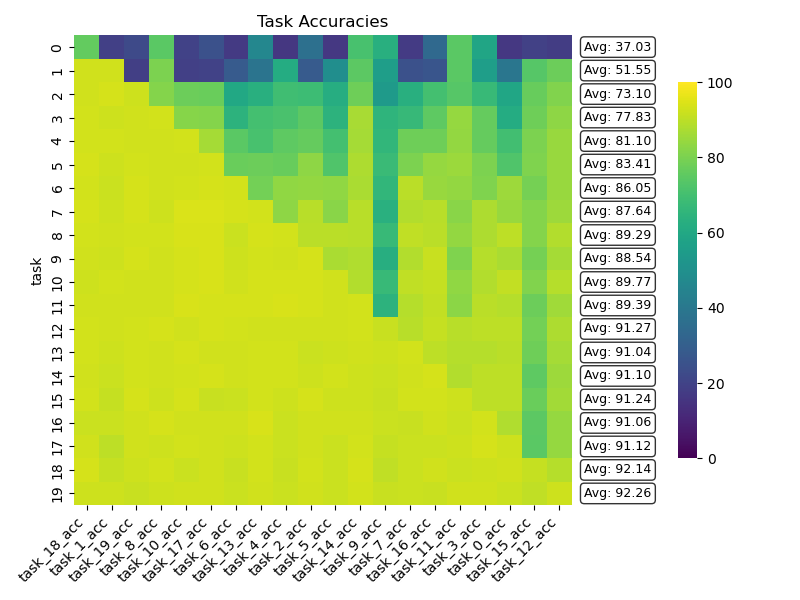 Task Accuracies
task
0 Avg: 37.03
1 Avg: 51.55
2 Avg: 73.10
3 Avg: 77.83
4 Avg: 81.10
5 Avg: 83.41
6 Avg: 86.05
7 Avg: 87.64
8 Avg: 89.29
9 Avg: 88.54
10 Avg: 89.77
11 Avg: 89.39
12 Avg: 91.27
13 Avg: 91.04
14 Avg: 91.10
15 Avg: 91.24
16 Avg: 91.06
17 Avg: 91.12
18 Avg: 92.14
19 Avg: 92.26
task_18_acc
task_1_acc
task_19_acc
task_8_acc
task_10_acc
task_17_acc
task_6_acc
task_13_acc
task_4_acc
task_2_acc
task_5_acc
task_14_acc
task_9_acc
task_7_acc
task_16_acc
task_11_acc
task_3_acc
task_0_acc
task_15_acc
task_12_acc
100
80
60
40
20
0